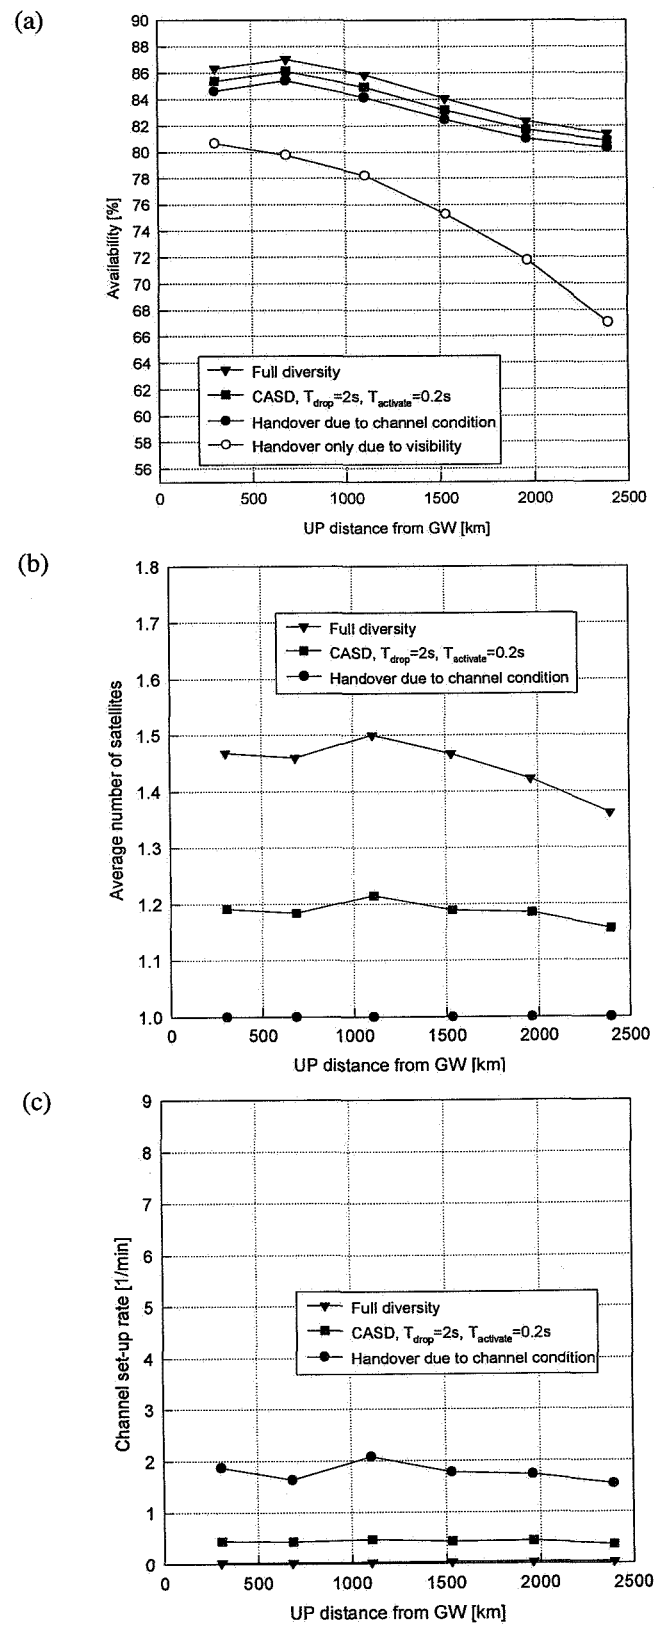 (a)
90
88
86
84
82
80
78
76
74
72
70
68
66
64
62
60
58
56
Availability [%]
Full diversity
CASD, Tdrop=2s, Tactivate=0.2s
Handover due to channel condition
Handover only due to visibility
0 500 1000 1500 2000 2500
UP distance from GW [km]
(b)
1.8
1.7
1.6
1.5
1.4
1.3
1.2
1.1
1.0
Average number of satellites
Full diversity
CASD, Tdrop=2s, Tactivate=0.2s
Handover due to channel condition
0 500 1000 1500 2000 2500
UP distance from GW [km]
(c)
9
8
7
6
5
4
3
2
1
0
Channel set-up rate [1/min]
Full diversity
CASD, Tdrop=2s, Tactivate=0.2s
Handover due to channel condition
0 500 1000 1500 2000 2500
UP distance from GW [km]